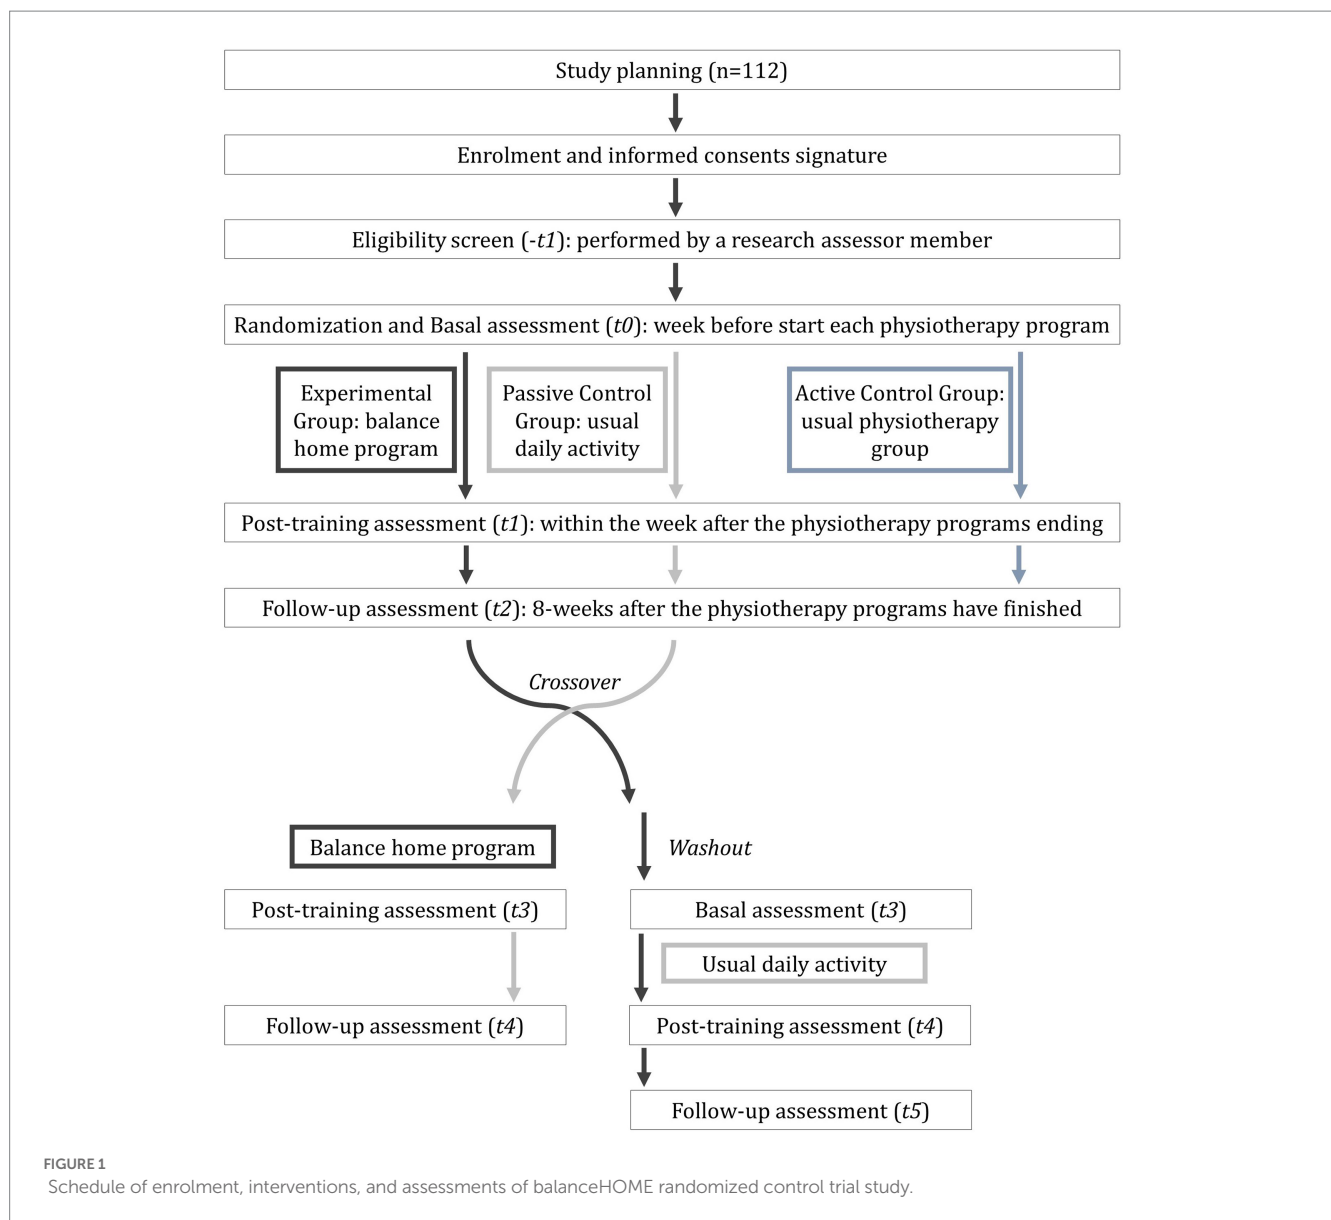 Study planning (n=112)
Enrolment and informed consents signature
Eligibility screen (-t1): performed by a research assessor member
Randomization and Basal assessment (t0): week before start each physiotherapy program
Experimental
Group: balance
home program
Passive Control
Group: usual
daily activity
Active Control Group:
usual physiotherapy
group
Post-training assessment (t1): within the week after the physiotherapy programs ending
Follow-up assessment (t2): 8-weeks after the physiotherapy programs have finished
Crossover
Balance home program
Washout
Post-training assessment (t3)
Basal assessment (t3)
Usual daily activity
Follow-up assessment (t4)
Post-training assessment (t4)
Follow-up assessment (t5)
FIGURE 1
Schedule of enrolment, interventions, and assessments of balanceHOME randomized control trial study.